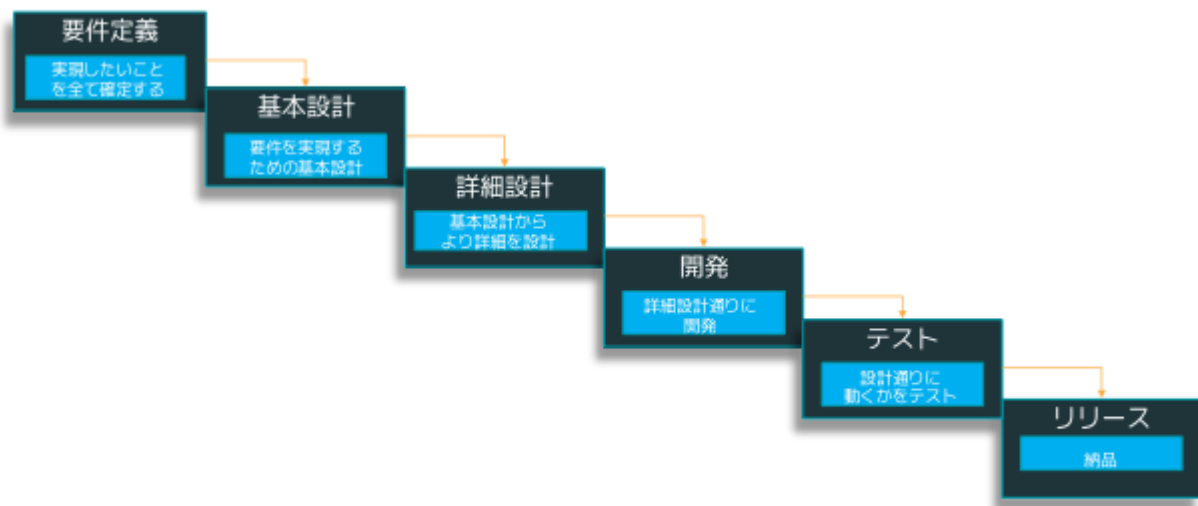 要件定義
実現したいこと
を全て確定する
基本設計
要件を実現する
ための基本設計
詳細設計
基本設計から
より詳細を設計
開発
詳細設計通りに
開発
テスト
設計通りに
動くかをテスト
リリース
納品